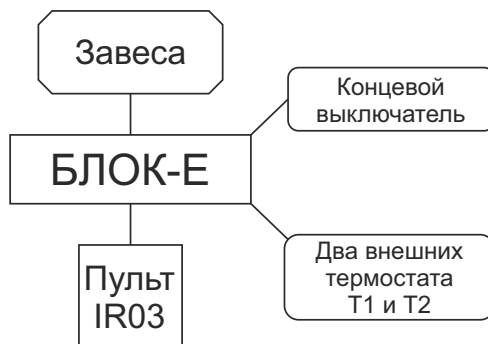 Завеса
Концевой
выключатель
БЛОК-Е
Пульт
IR03
Два внешних
термостата
Т1 и Т2